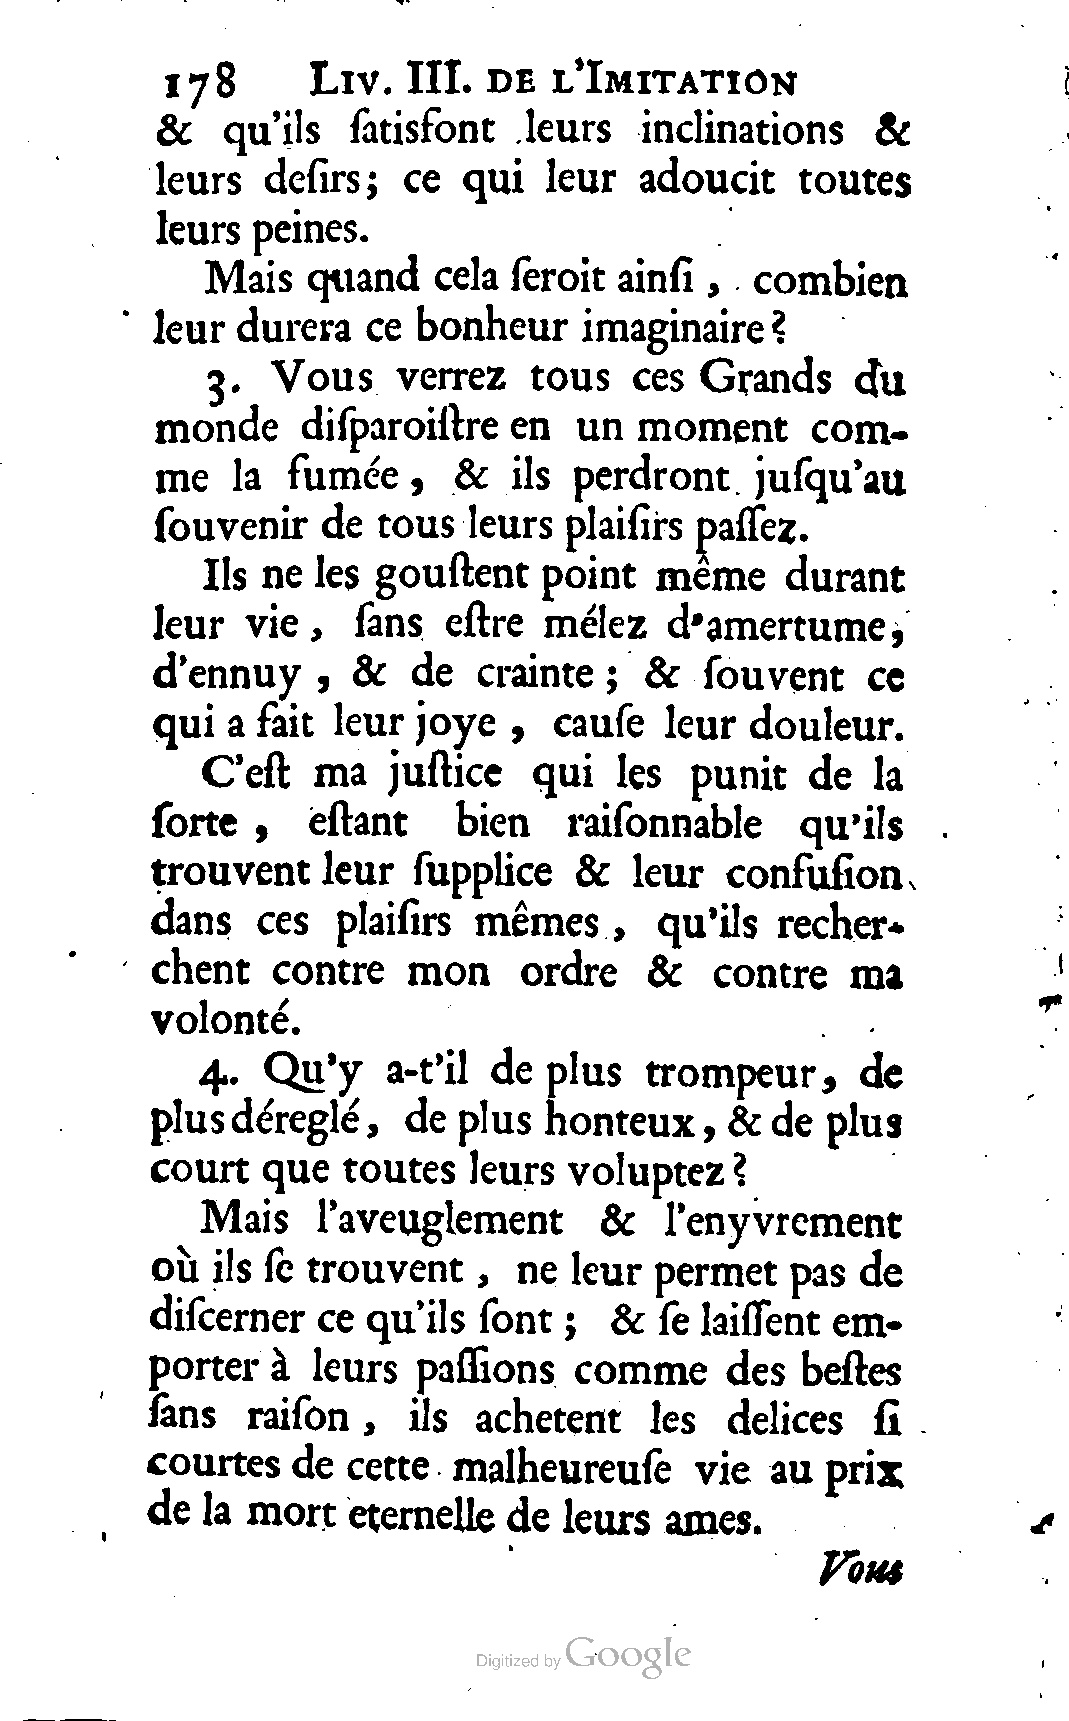 178 LIV. III. DE L'IMITATION
& qu'ils ſatisfont leurs inclinations &
leurs deſirs; ce qui leur adoucit toutes
leurs peines.
Mais quand cela ſeroit ainſi, combien
leur durera ce bonheur imaginaire?
3. Vous verrez tous ces Grands du
monde diſparoiſtre en un moment com-
me la fumée, & ils perdront juſqu'au
ſouvenir de tous leurs plaiſirs paſſez.
Ils ne les gouſtent point même durant
leur vie, ſans eſtre mélez d'amertume,
d'ennuy, & de crainte; & ſouvent ce
qui a fait leur joye, cauſe leur douleur.
C'eſt ma juſtice qui les punit de la
ſorte, eſtant bien raiſonnable qu'ils
trouvent leur ſupplice & leur confuſion
dans ces plaiſirs mêmes, qu'ils recher-
chent contre mon ordre & contre ma
volonté.
4. Qu'y a-t'il de plus trompeur, de
plus déreglé, de plus honteux, & de plus
court que toutes leurs voluptez?
Mais l'aveuglement & l'enyvrement
où ils ſe trouvent, ne leur permet pas de
diſcerner ce qu'ils ſont; & ſe laiſſent em-
porter à leurs paſſions comme des beſtes
ſans raiſon, ils achetent les delices ſi
courtes de cette malheureuſe vie au prix
de la mort eternelle de leurs ames.
Vous
Digitized by Google